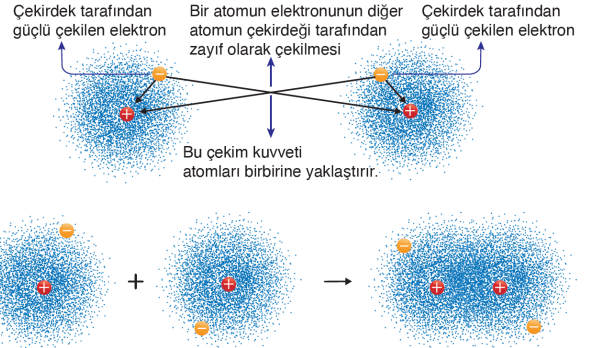 Çekirdek tarafından
güçlü çekilen elektron
Bir atomun elektronunun diğer
atomun çekirdeği tarafından
zayıf olarak çekilmesi
Çekirdek tarafından
güçlü çekilen elektron
− −
+ +
Bu çekim kuvveti
atomları birbirine yaklaştırır.
− −
+ + + + +
− −